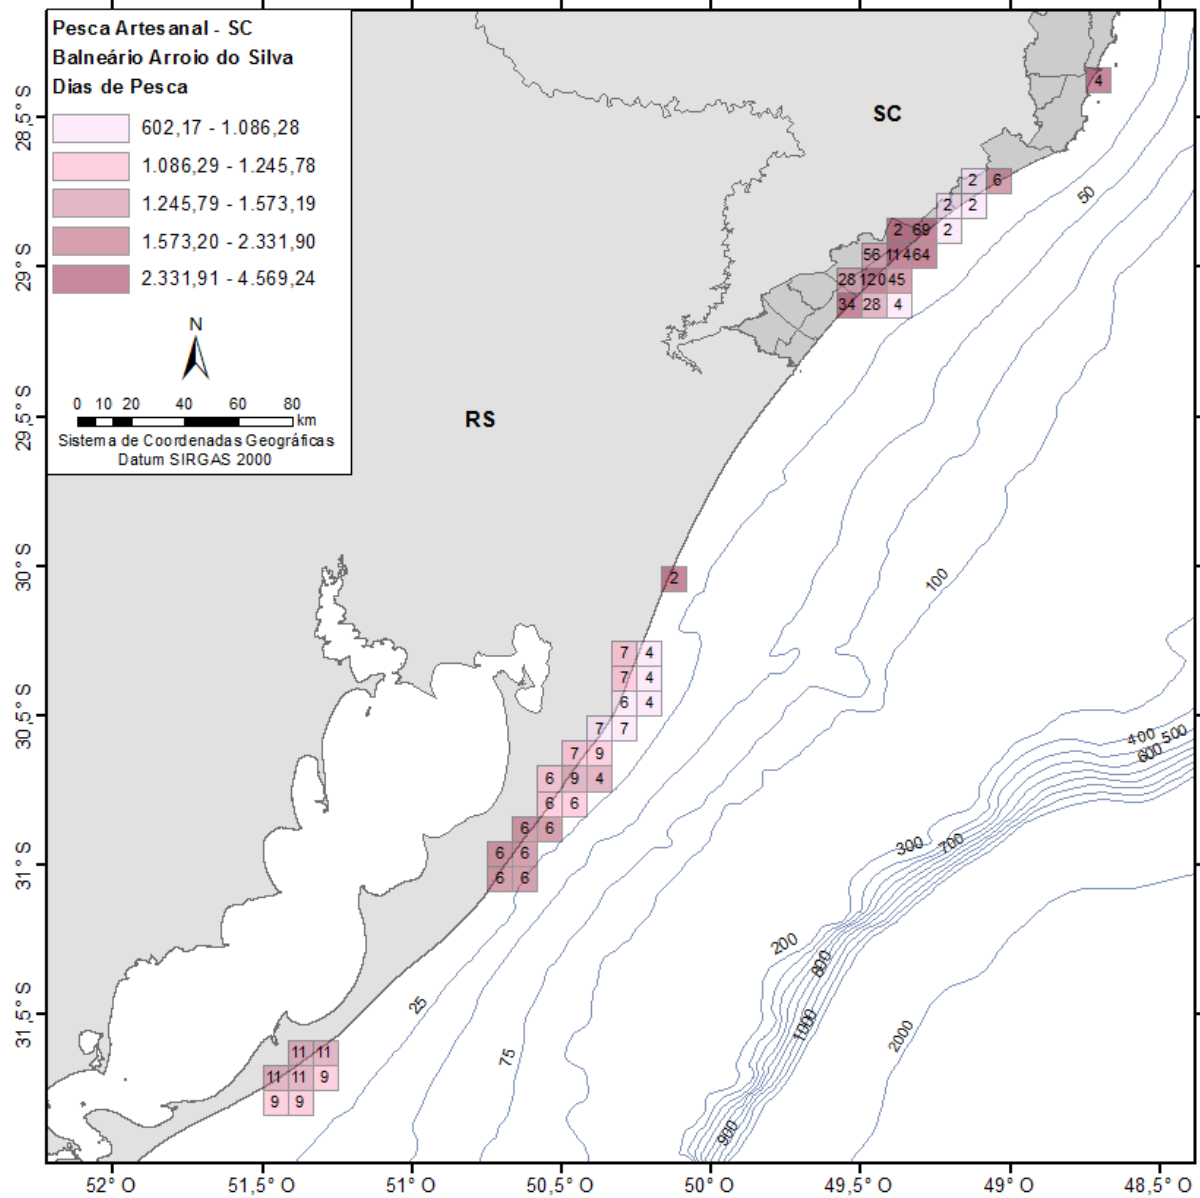 Pesca Artesanal - SC
Balneário Arroio do Silva
Dias de Pesca
602,17 - 1.086,28
1.086,29 - 1.245,78
1.245,79 - 1.573,19
1.573,20 - 2.331,90
2.331,91 - 4.569,24
N
0 10 20 40 60 80
km
Sistema de Coordenadas Geográficas
Datum SIRGAS 2000
SC
RS
4
2 6
2 2
2 69 2
56 114 64
28 120 45
34 28 4
2
7 4
7 4
6 4
7 7
7 9
6 9 4
6 6
6 6
6 6
6 6
11 11
11 11 9
9 9
50
100
25
75
400 500
600
300 700
200
800
1000
900
2000
28,5° S
29° S
29,5° S
30° S
30,5° S
31° S
31,5° S
52° O 51,5° O 51° O 50,5° O 50° O 49,5° O 49° O 48,5° O